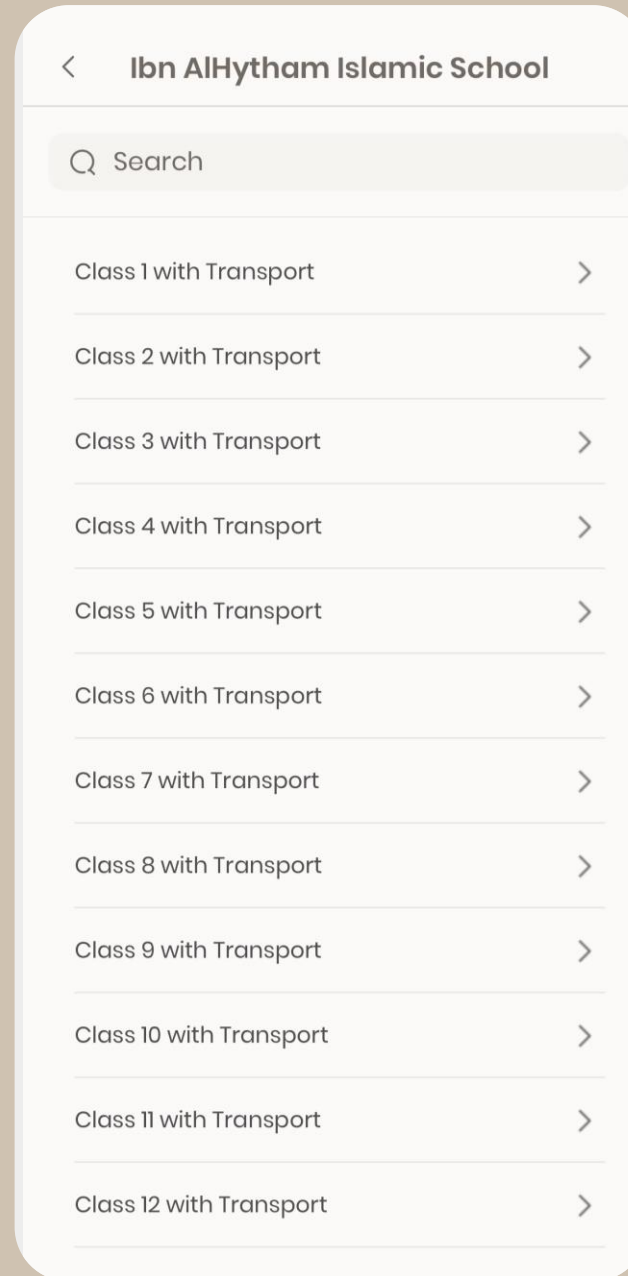 Ibn AlHytham Islamic School
Search
Class 1 with Transport
Class 2 with Transport
Class 3 with Transport
Class 4 with Transport
Class 5 with Transport
Class 6 with Transport
Class 7 with Transport
Class 8 with Transport
Class 9 with Transport
Class 10 with Transport
Class 11 with Transport
Class 12 with Transport